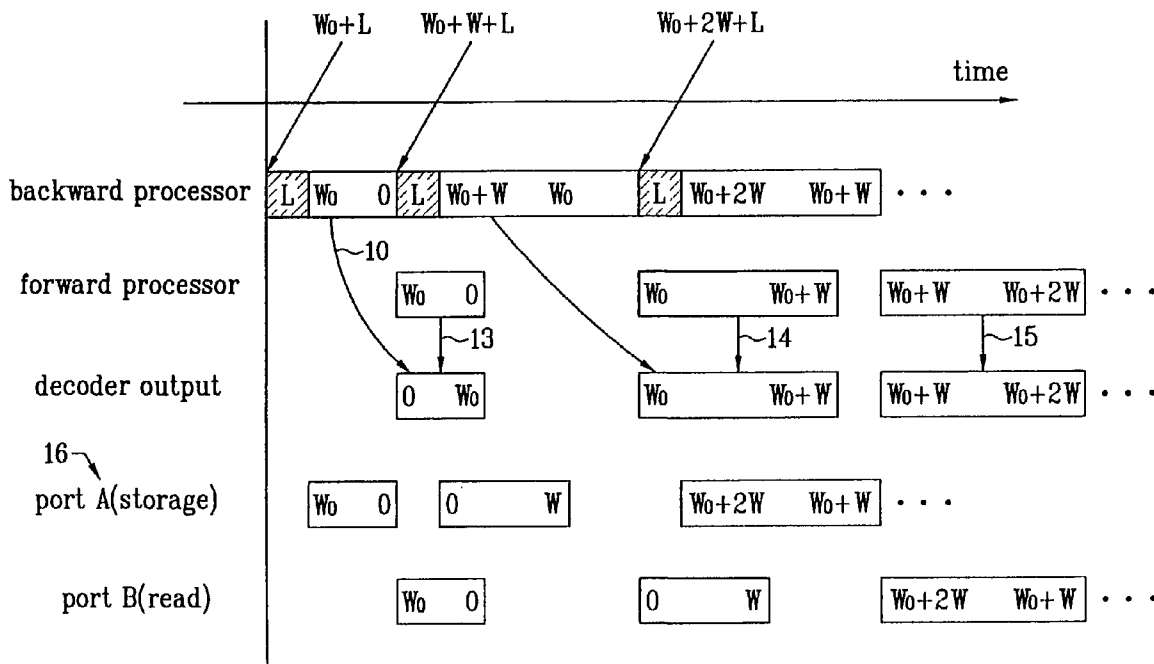 W₀+L W₀+W+L W₀+2W+L
time
backward processor L W₀ 0 L W₀+W W₀ L W₀+2W W₀+W . . .
10
forward processor W₀ 0 W₀ W₀+W W₀+W W₀+2W . . .
13 14 15
decoder output 0 W₀ W₀ W₀+W W₀+W W₀+2W . . .
16
port A(storage) W₀ 0 0 W W₀+2W W₀+W . . .
port B(read) W₀ 0 0 W W₀+2W W₀+W . . .